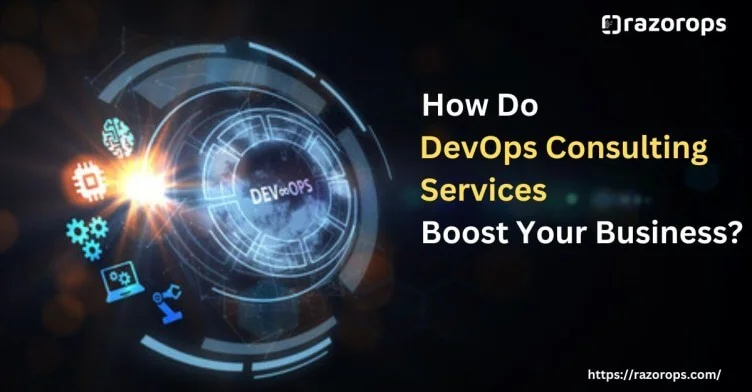 razorops
How Do
DevOps Consulting
Services
Boost Your Business?
DEV∞OPS
https://razorops.com/